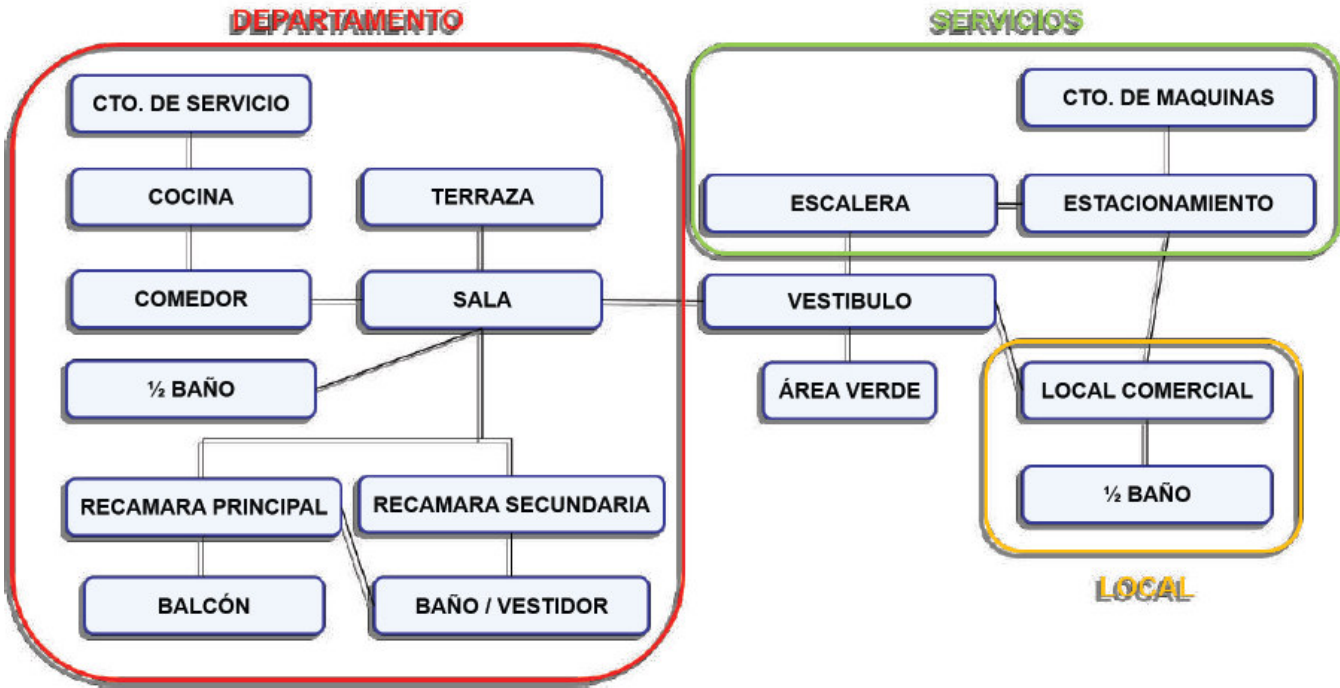 DEPARTAMENTO
CTO. DE SERVICIO
COCINA
TERRAZA
COMEDOR
SALA
½ BAÑO
RECAMARA PRINCIPAL
RECAMARA SECUNDARIA
BALCÓN
BAÑO / VESTIDOR
SERVICIOS
CTO. DE MAQUINAS
ESCALERA
ESTACIONAMIENTO
VESTIBULO
ÁREA VERDE
LOCAL COMERCIAL
½ BAÑO
LOCAL